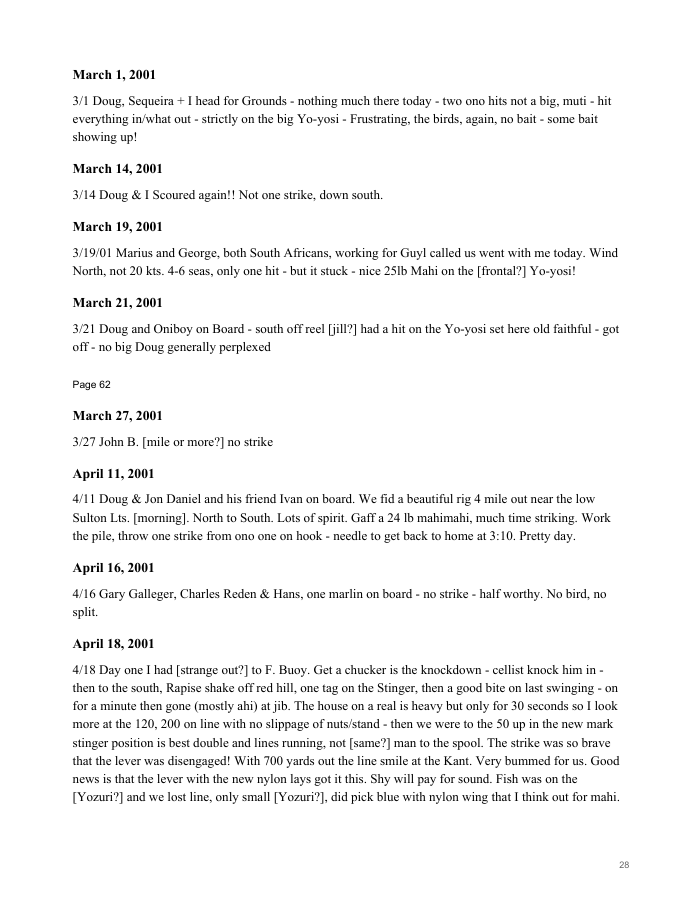 March 1, 2001
3/1 Doug, Sequeira + I head for Grounds - nothing much there today - two ono hits not a big, muti - hit
everything in/what out - strictly on the big Yo-yosi - Frustrating, the birds, again, no bait - some bait
showing up!
March 14, 2001
3/14 Doug & I Scoured again!! Not one strike, down south.
March 19, 2001
3/19/01 Marius and George, both South Africans, working for Guyl called us went with me today. Wind
North, not 20 kts. 4-6 seas, only one hit - but it stuck - nice 25lb Mahi on the [frontal?] Yo-yosi!
March 21, 2001
3/21 Doug and Oniboy on Board - south off reel [jill?] had a hit on the Yo-yosi set here old faithful - got
off - no big Doug generally perplexed
Page 62
March 27, 2001
3/27 John B. [mile or more?] no strike
April 11, 2001
4/11 Doug & Jon Daniel and his friend Ivan on board. We fid a beautiful rig 4 mile out near the low
Sulton Lts. [morning]. North to South. Lots of spirit. Gaff a 24 lb mahimahi, much time striking. Work
the pile, throw one strike from ono one on hook - needle to get back to home at 3:10. Pretty day.
April 16, 2001
4/16 Gary Galleger, Charles Reden & Hans, one marlin on board - no strike - half worthy. No bird, no
split.
April 18, 2001
4/18 Day one I had [strange out?] to F. Buoy. Get a chucker is the knockdown - cellist knock him in -
then to the south, Rapise shake off red hill, one tag on the Stinger, then a good bite on last swinging - on
for a minute then gone (mostly ahi) at jib. The house on a real is heavy but only for 30 seconds so I look
more at the 120, 200 on line with no slippage of nuts/stand - then we were to the 50 up in the new mark
stinger position is best double and lines running, not [same?] man to the spool. The strike was so brave
that the lever was disengaged! With 700 yards out the line smile at the Kant. Very bummed for us. Good
news is that the lever with the new nylon lays got it this. Shy will pay for sound. Fish was on the
[Yozuri?] and we lost line, only small [Yozuri?], did pick blue with nylon wing that I think out for mahi.
28